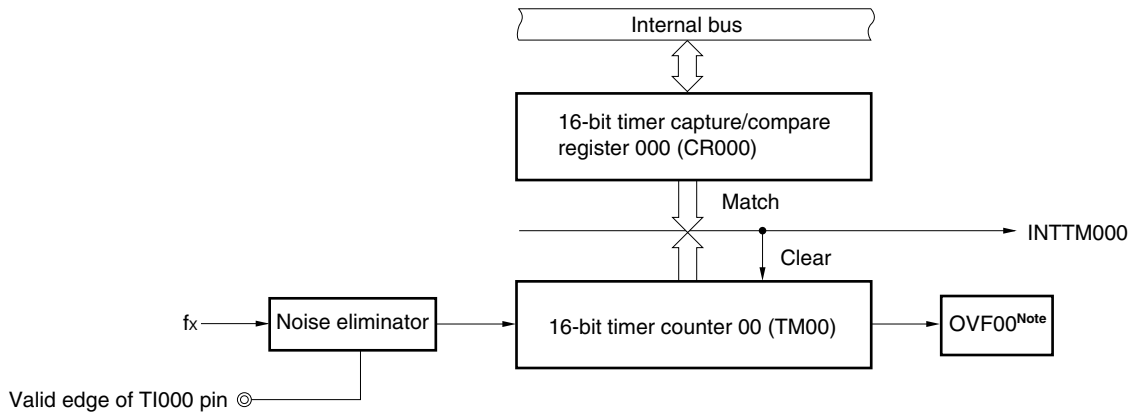 Internal bus
16-bit timer capture/compare
register 000 (CR000)
Match
INTTM000
Clear
fX
Noise eliminator
16-bit timer counter 00 (TM00)
OVF00Note
Valid edge of TI000 pin